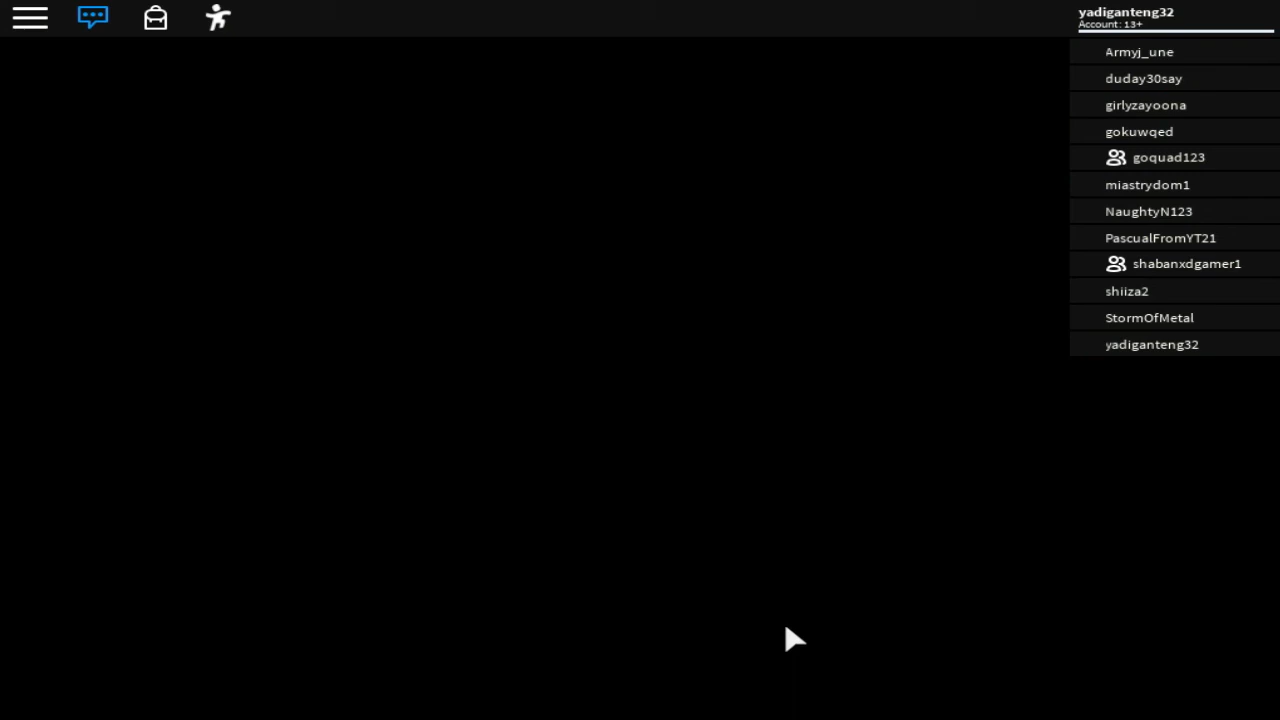 yadiganteng32
Account: 13+
Armyj_une
duday30say
girlyzayoona
gokuwqed
goquad123
miastrydom1
NaughtyN123
PascualFromYT21
shabanxdgamer1
shiiza2
StormOfMetal
yadiganteng32